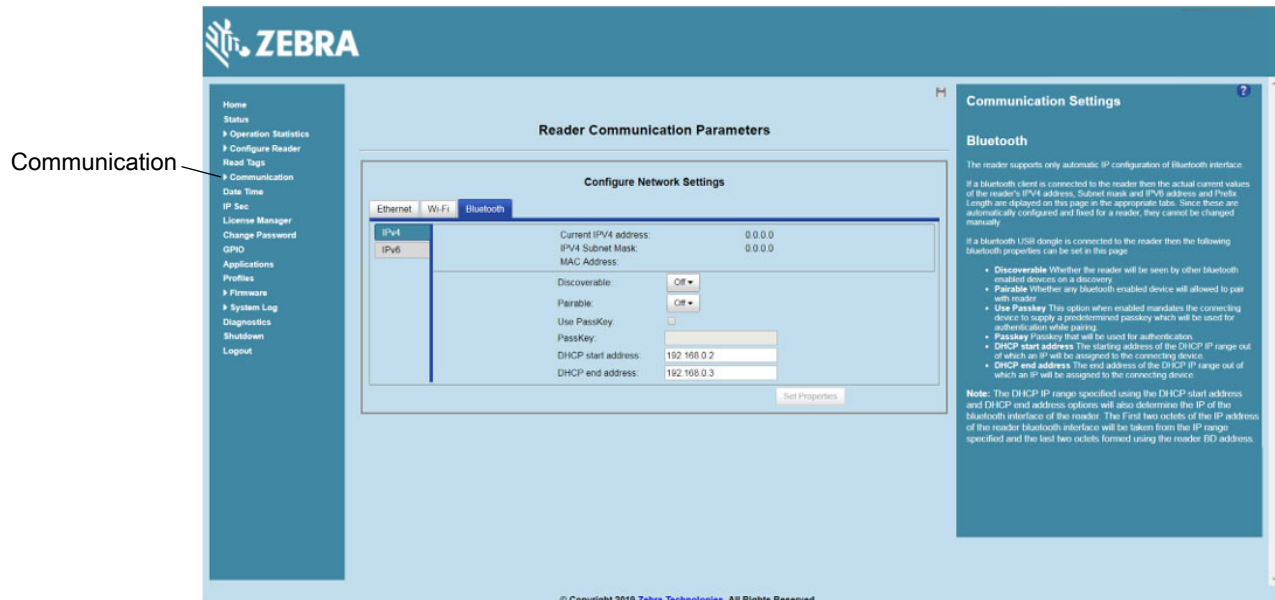 ZEBRA
Communication
Home
Status
Operation Statistics
Configure Reader
Read Tags
Communication
Date Time
IP Sec
License Manager
Change Password
GPIO
Applications
Profiles
Firmware
System Log
Diagnostics
Shutdown
Logout
Reader Communication Parameters
Configure Network Settings
Ethernet Wi-Fi Bluetooth
IPv4
IPv6
Current IPV4 address: 0.0.0.0
IPV4 Subnet Mask: 0.0.0.0
MAC Address:
Discoverable: Off
Pairable: Off
Use PassKey
PassKey:
DHCP start address: 192.168.0.2
DHCP end address: 192.168.0.3
Set Properties
?
Communication Settings
Bluetooth
The reader supports only automatic IP configuration of Bluetooth interface.
If a bluetooth client is connected to the reader then the actual current values
of the reader's IPV4 address, Subnet mask and IPV6 address and Prefix
Length are diplayed on this page in the appropriate tabs. Since these are
automatically configured and fixed for a reader, they cannot be changed
manually
If a bluetooth USB dongle is connected to the reader then the following
bluetooth properties can be set in this page
• Discoverable Whether the reader will be seen by other bluetooth
enabled deivces on a discovery
• Pairable Whether any bluetooth enabled device will allowed to pair
with reader
• Use Passkey This option when enabled mandates the connecting
device to supply a predetermined passkey which will be used for
authentication while pairing.
• Passkey Passkey that will be used for authentication
• DHCP start address The starting address of the DHCP IP range out
of which an IP will be assigned to the connecting device.
• DHCP end address The end address of the DHCP IP range out of
which an IP will be assigned to the connecting device.
Note: The DHCP IP range specified using the DHCP start address
and DHCP end address options will also determine the IP of the
bluetooth interface of the reader. The First two octets of the IP address
of the reader bluetooth interface will be taken from the IP range
specified and the last two octets formed using the reader BD address.
© Copyright 2019 Zebra Technologies. All Rights Reserved